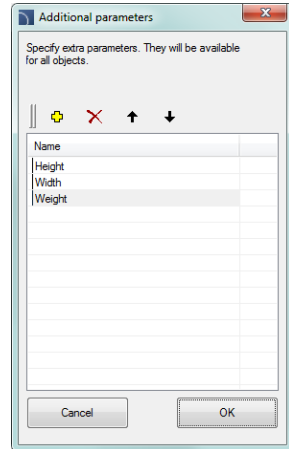 Additional parameters
Specify extra parameters. They will be available
for all objects.
Name
Height
Width
Weight
Cancel
OK